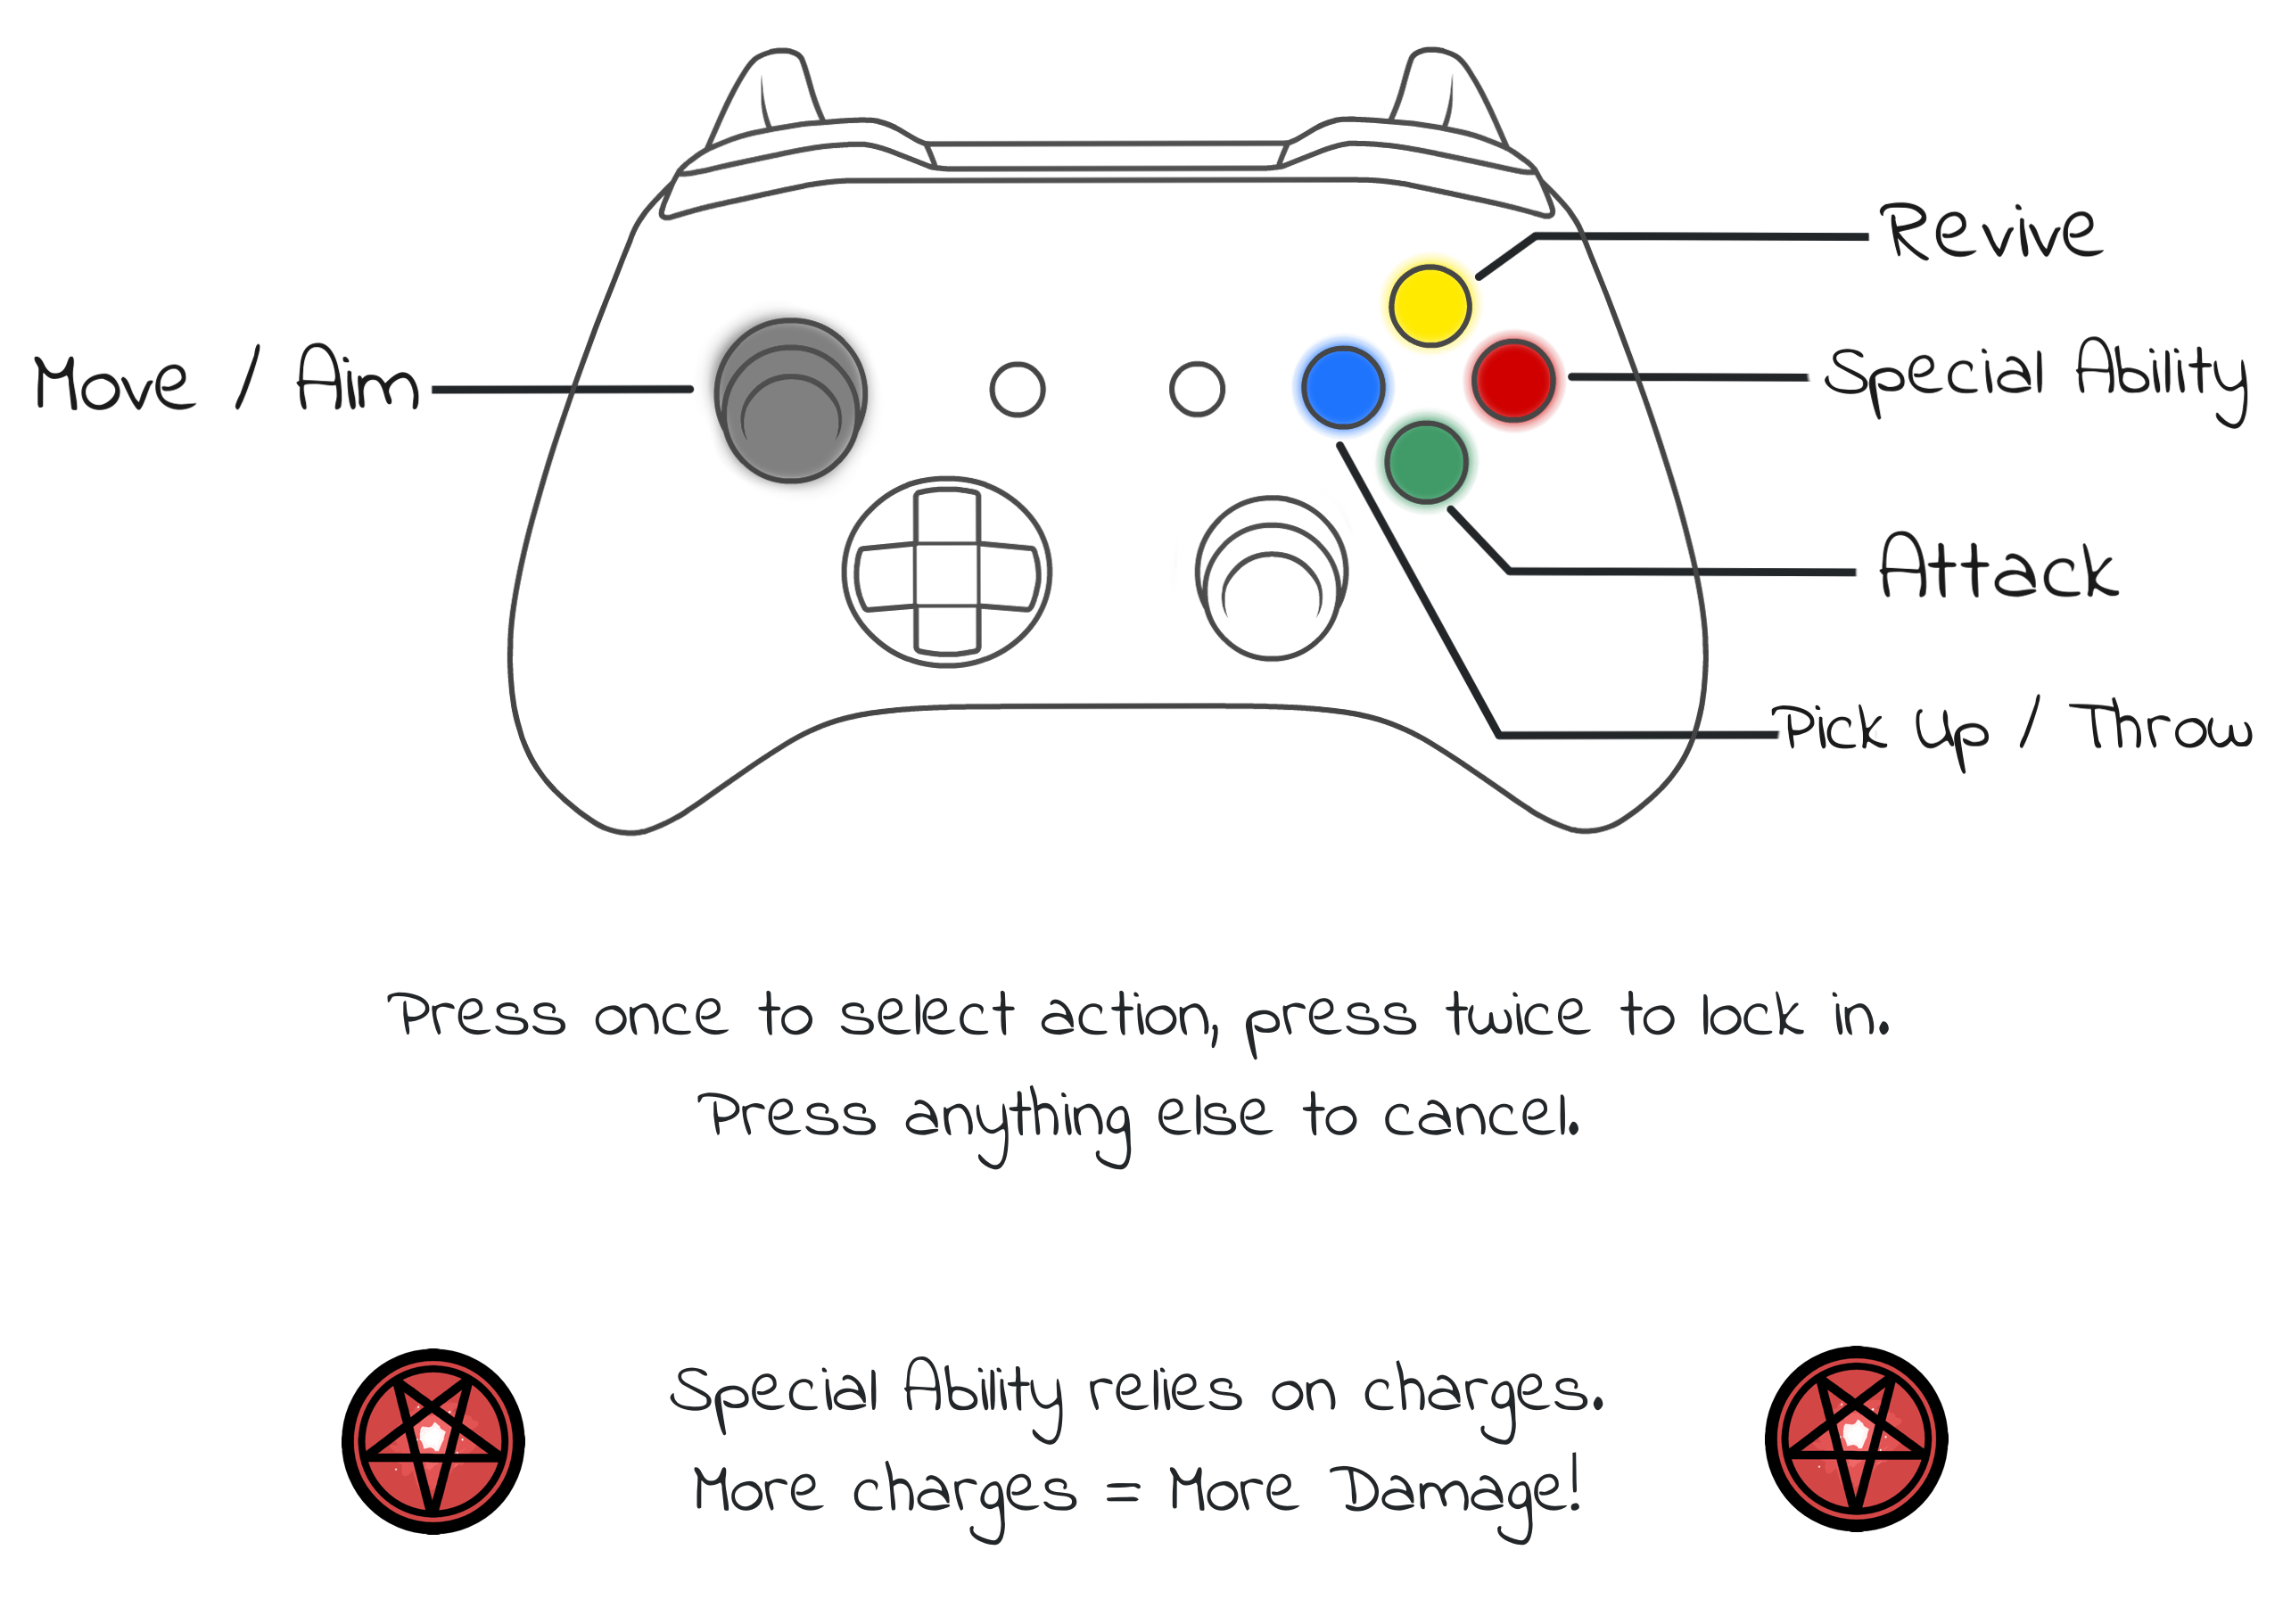 Revive
Move / Aim
Special Ability
Attack
Pick Up / Throw
Press once to select action, press twice to lock in.
Press anything else to cancel.
Special Ability relies on charges.
More charges = More Damage!